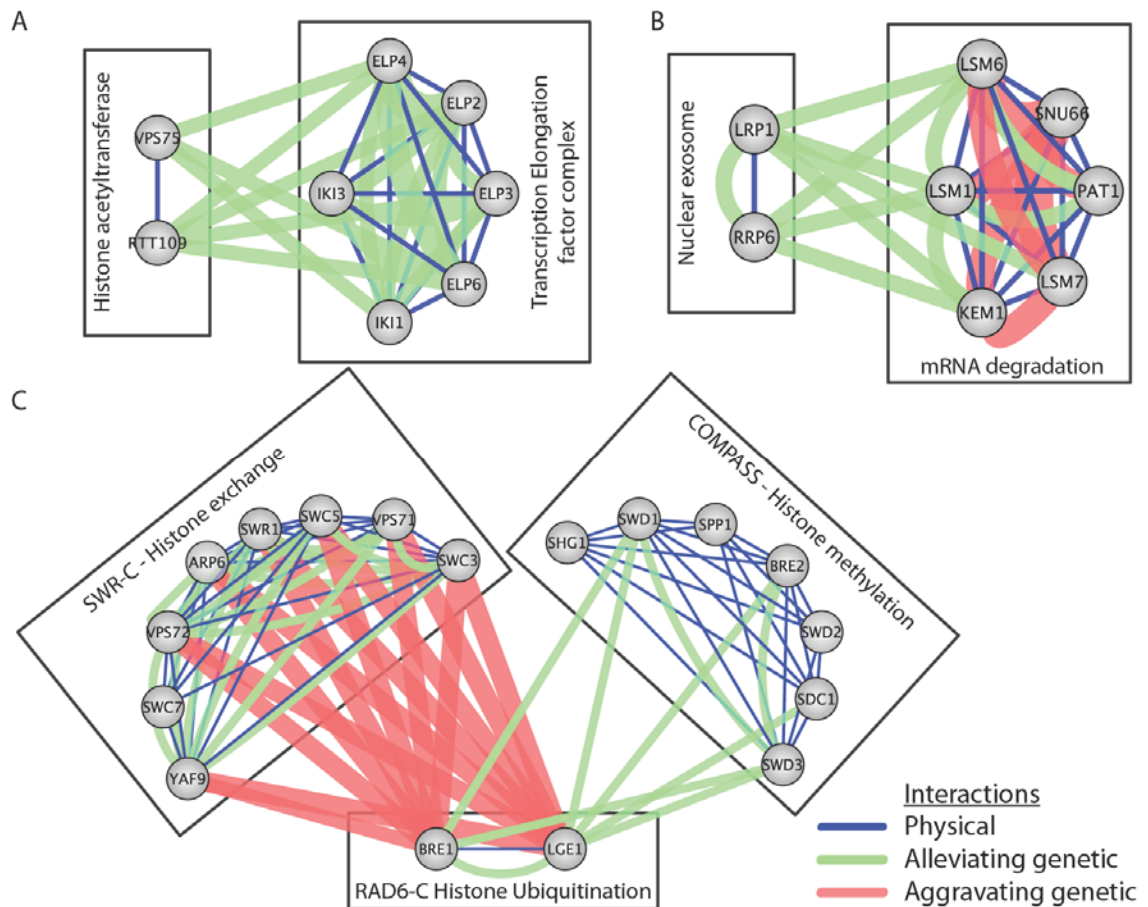 A
Histone acetyltransferase
VPS75
RTT109
ELP4
ELP2
IKI3
ELP3
ELP6
IKI1
Transcription Elongation
factor complex
B
Nuclear exosome
LRP1
RRP6
LSM6
SNU66
LSM1
PAT1
LSM7
KEM1
mRNA degradation
C
SWR-C - Histone exchange
SWC5
VPS71
SWR1
ARP6
SWC3
VPS72
SWC7
YAF9
COMPASS - Histone methylation
SHG1
SWD1
SPP1
BRE2
SWD2
SDC1
SWD3
BRE1
LGE1
RAD6-C Histone Ubiquitination
Interactions
Physical
Alleviating genetic
Aggravating genetic